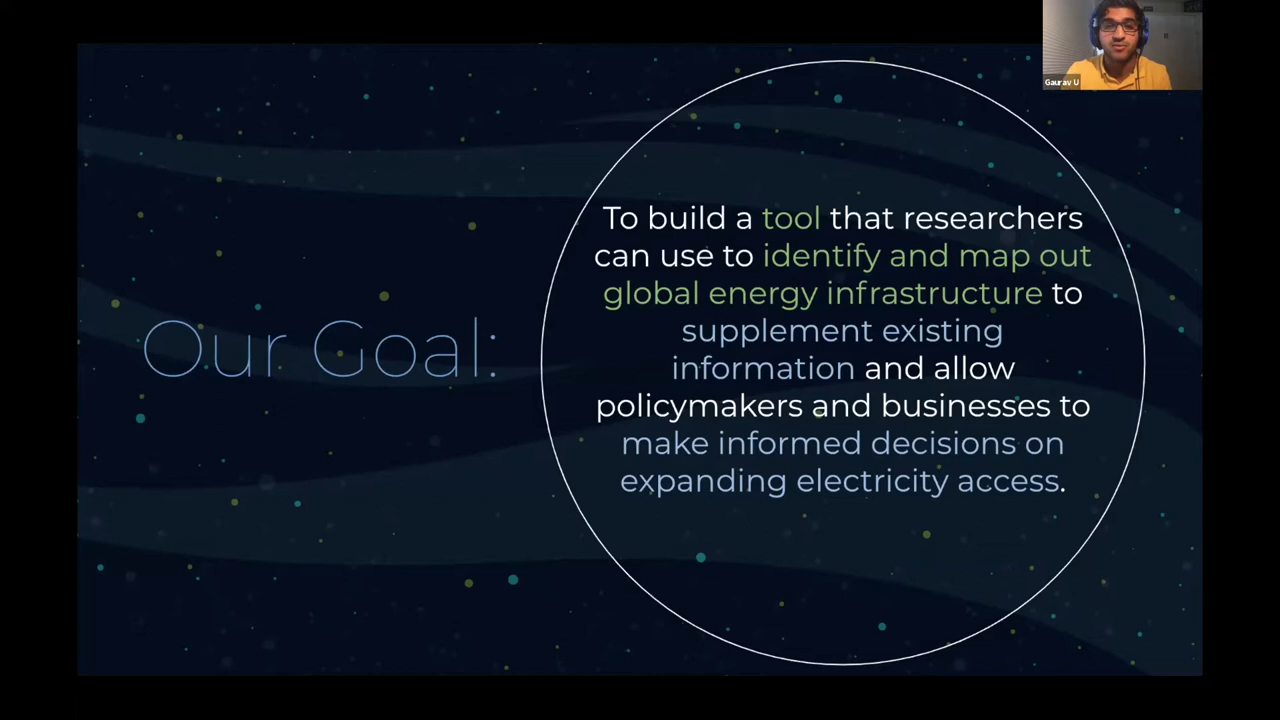 Gaurav U
Our Goal:
To build a tool that researchers
can use to identify and map out
global energy infrastructure to
supplement existing
information and allow
policymakers and businesses to
make informed decisions on
expanding electricity access.